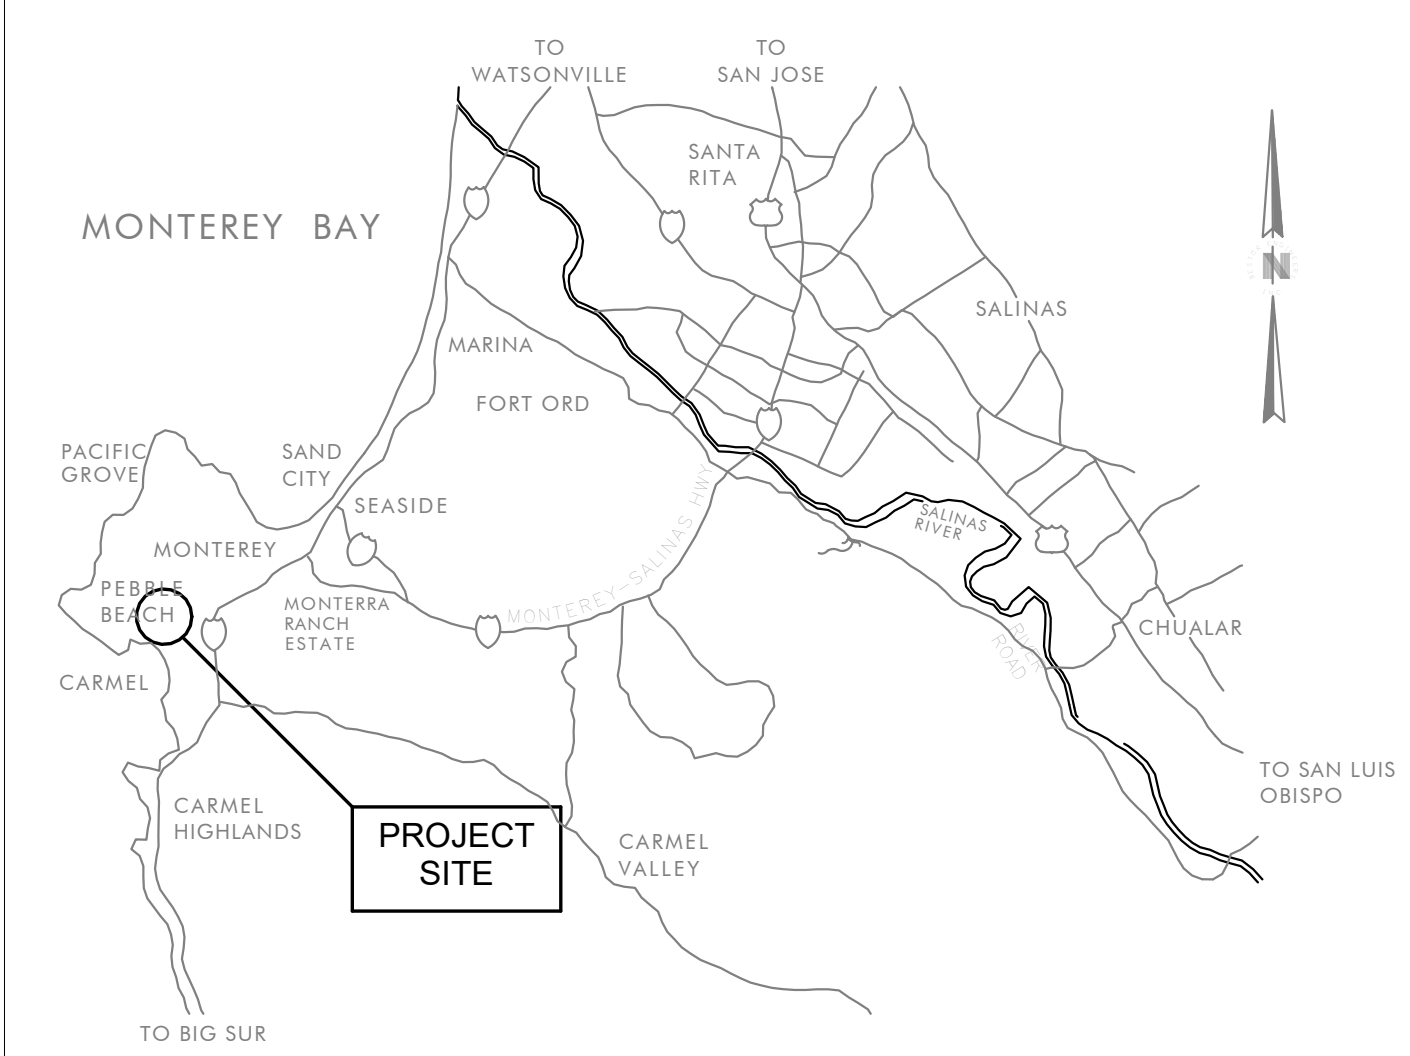 TO
WATSONVILLE
TO
SAN JOSE
SANTA
RITA
MONTEREY BAY
N
SALINAS
MARINA
FORT ORD
PACIFIC
GROVE
SAND
CITY
SEASIDE
MONTEREY-SALINAS HWY
SALINAS
RIVER
MONTEREY
PEBBLE
BEACH
MONTERRA
RANCH
ESTATE
RIVER
ROAD
CHUALAR
CARMEL
TO SAN LUIS
OBISPO
CARMEL
HIGHLANDS
PROJECT
SITE
CARMEL
VALLEY
TO BIG SUR